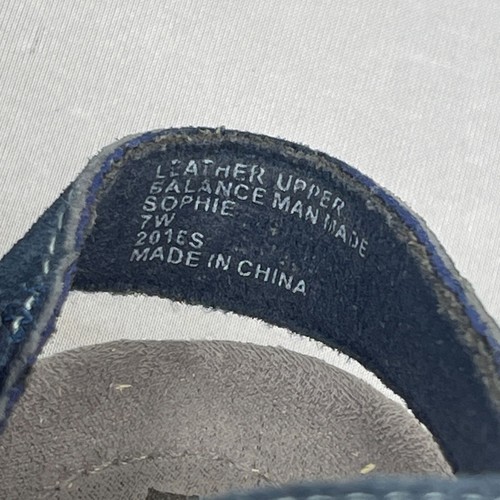 LEATHER UPPER
BALANCE MAN MADE
SOPHIE
7W
2016S
MADE IN CHINA